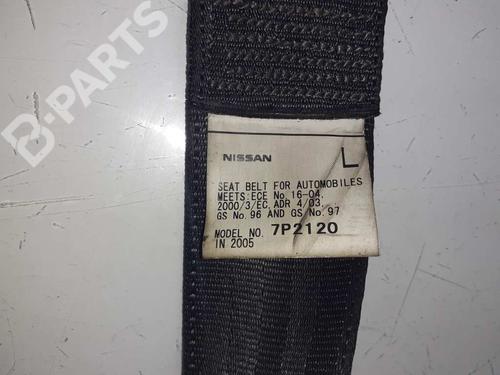 B-PARTS
NISSAN L
SEAT BELT FOR AUTOMOBILES
MEETS:ECE No. 16-04,
2000/3/EC, ADR 4/03,
GS No. 96 AND GS No. 97
MODEL NO. 7P2120
IN 2005